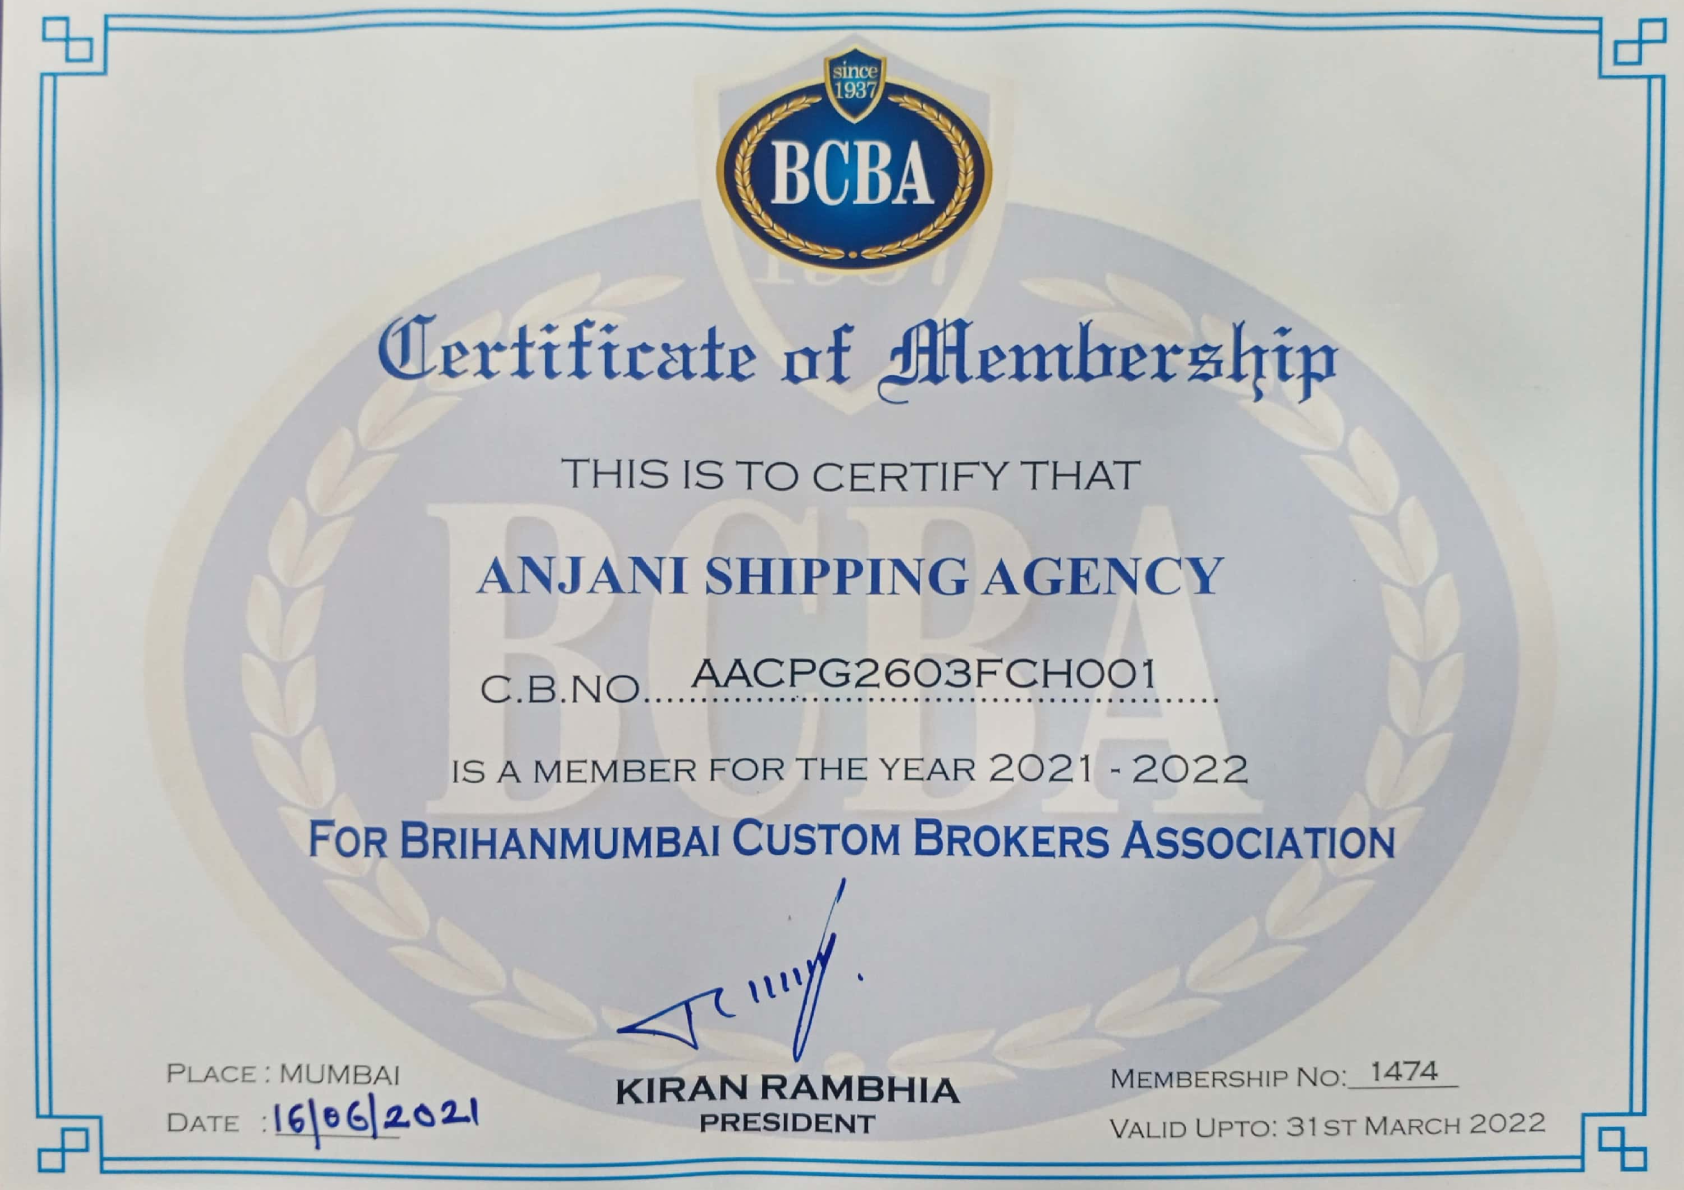 since
1937
BCBA
Certificate of Membership
THIS IS TO CERTIFY THAT
ANJANI SHIPPING AGENCY
C.B.NO....AACPG2603FCH001....
IS A MEMBER FOR THE YEAR 2021 - 2022
FOR BRIHANMUMBAI CUSTOM BROKERS ASSOCIATION
KIRAN RAMBHIA
PRESIDENT
PLACE : MUMBAI
DATE : 16/06/2021
MEMBERSHIP NO: 1474
VALID UPTO: 31ST MARCH 2022
1937
BCBA